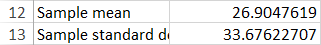 12 Sample mean 26.9047619
13 Sample standard de 33.67622707